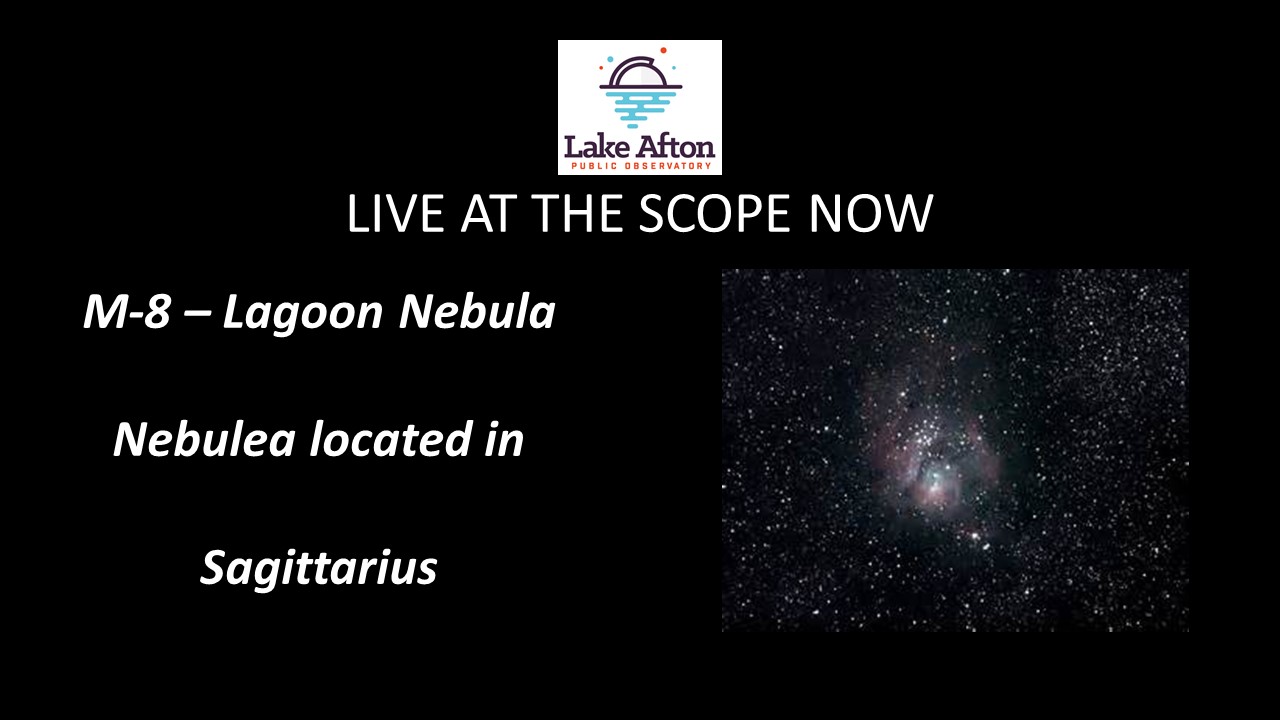 Lake Afton
PUBLIC OBSERVATORY
LIVE AT THE SCOPE NOW
M-8 – Lagoon Nebula
Nebulea located in
Sagittarius